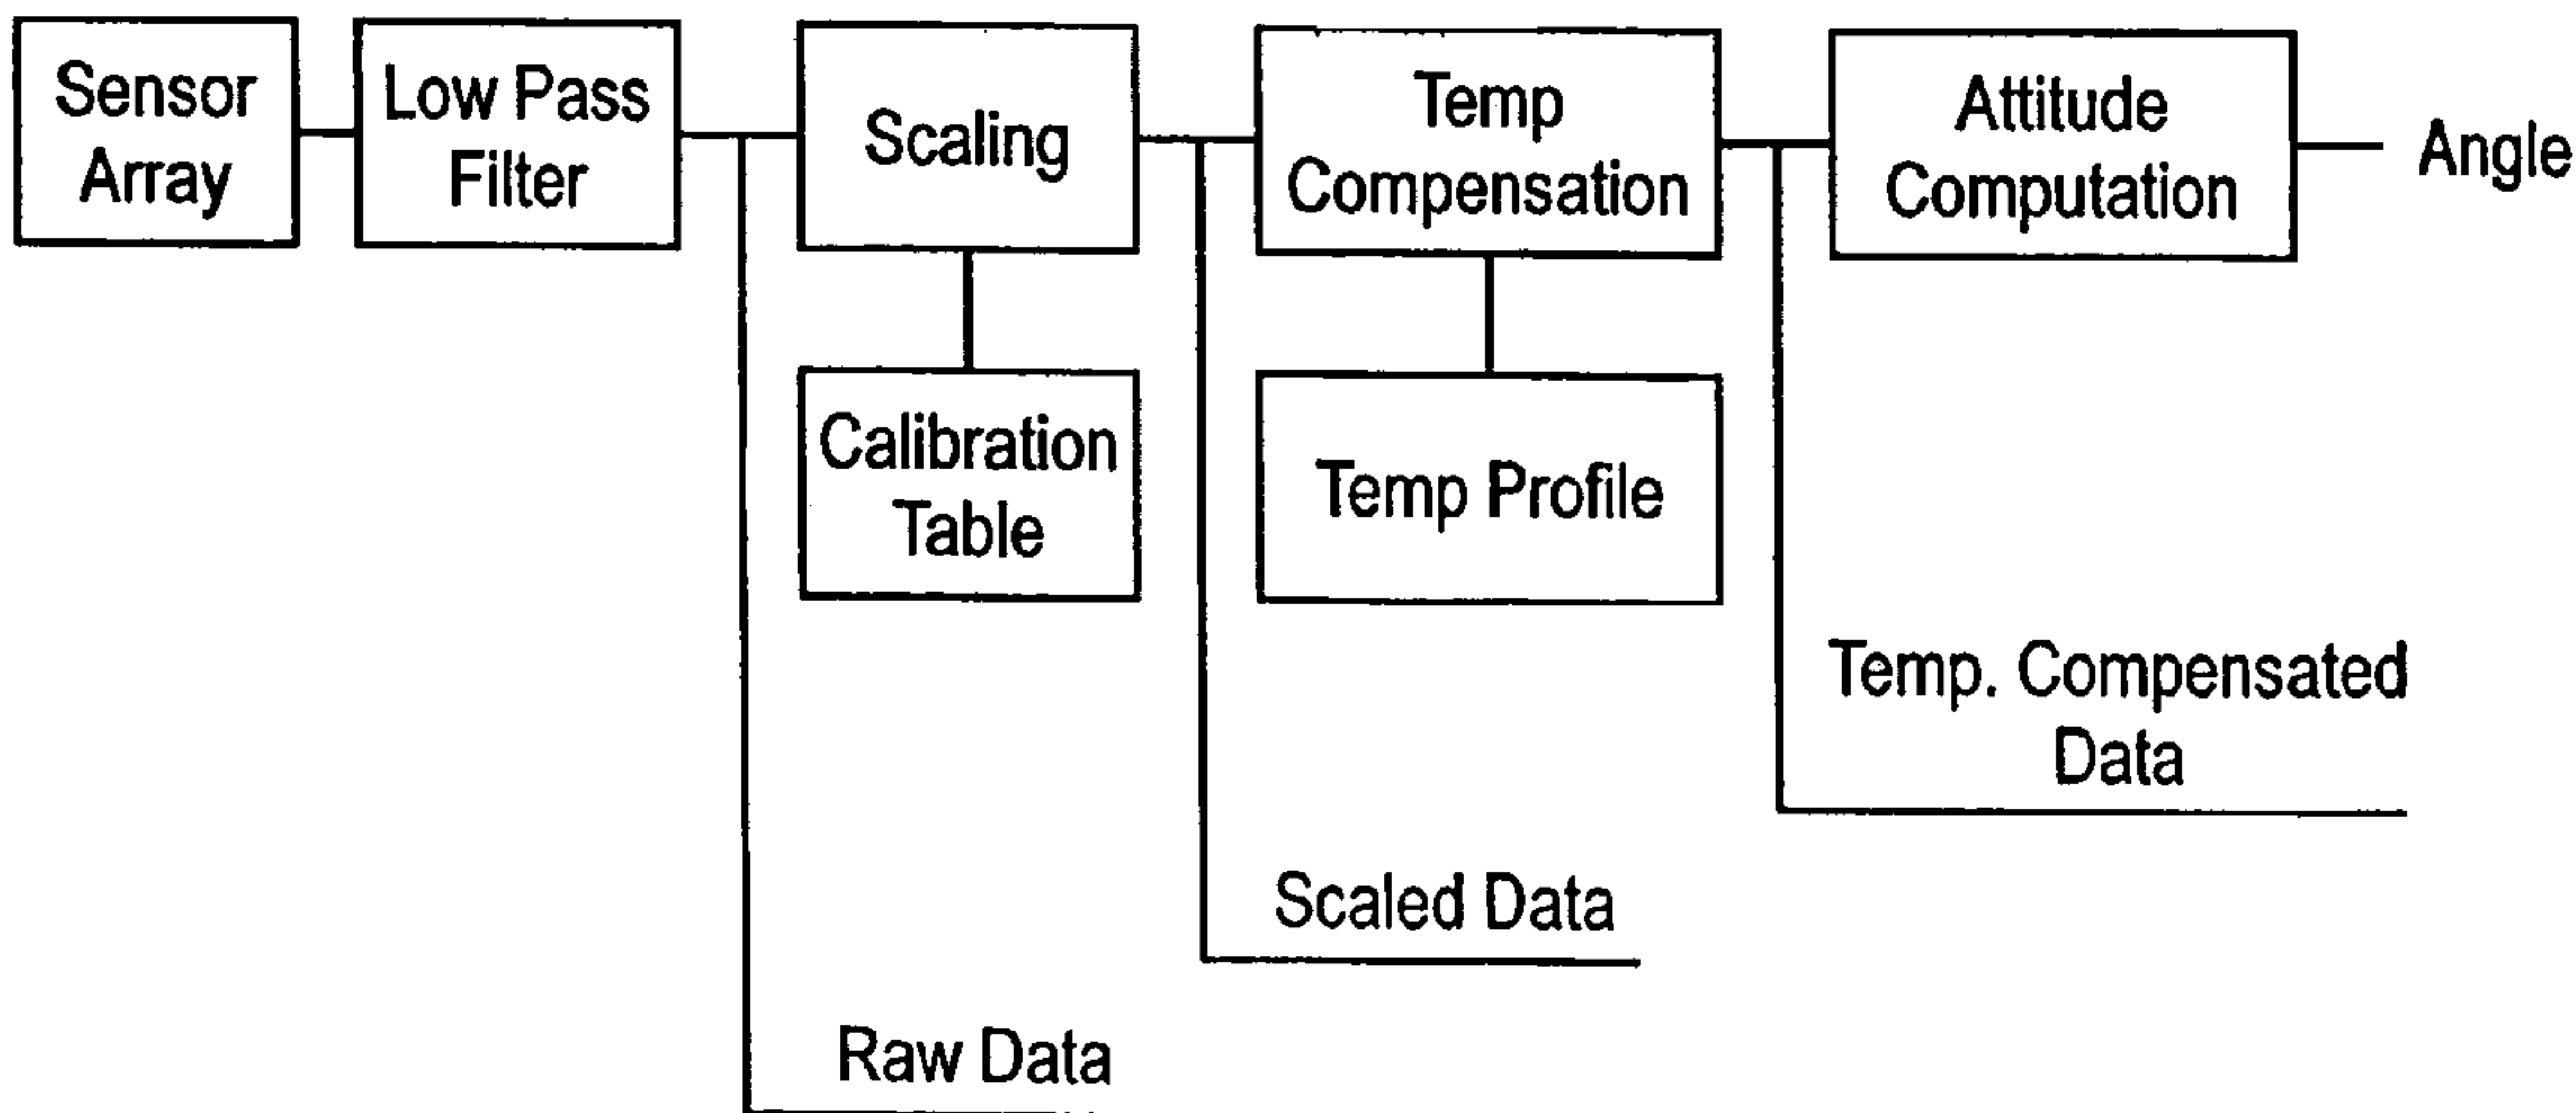 Sensor
Array
Low Pass
Filter
Scaling
Temp
Compensation
Attitude
Computation
Angle
Calibration
Table
Temp Profile
Temp. Compensated
Data
Scaled Data
Raw Data